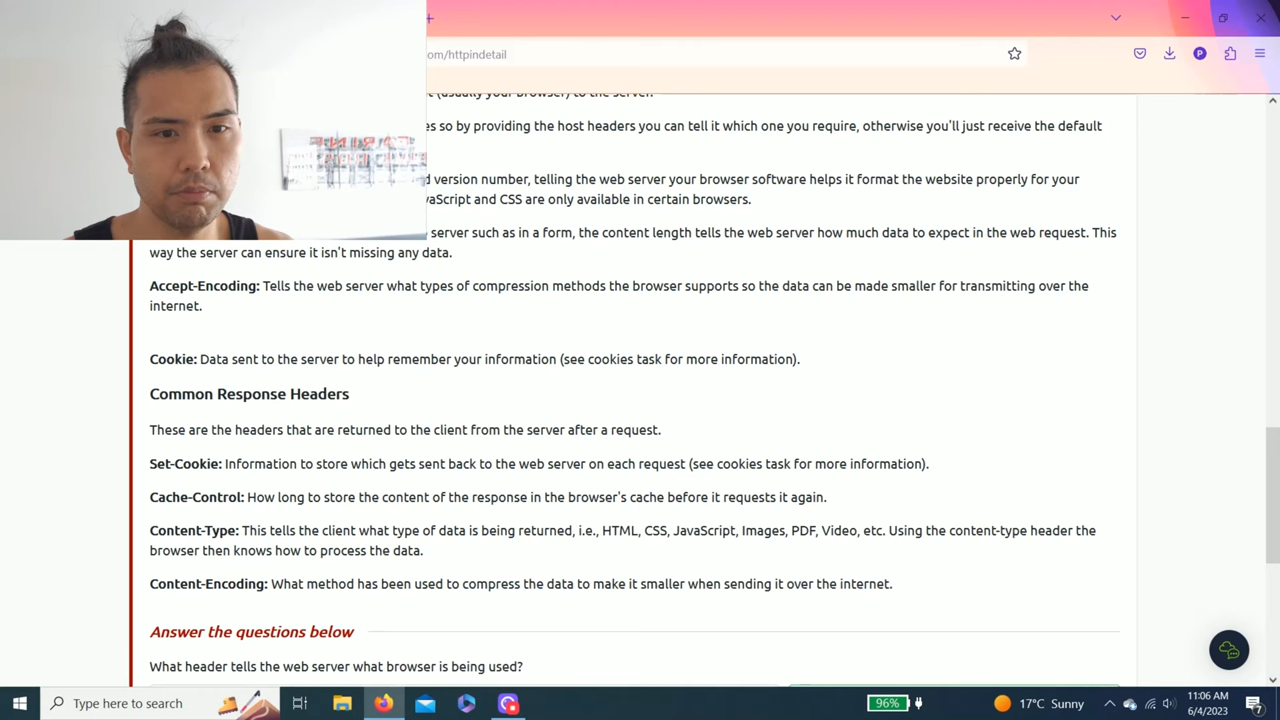 com/httpindetail
(usually your browser) to the server.
es so by providing the host headers you can tell it which one you require, otherwise you'll just receive the default
d version number, telling the web server your browser software helps it format the website properly for your
vaScript and CSS are only available in certain browsers.
server such as in a form, the content length tells the web server how much data to expect in the web request. This
way the server can ensure it isn't missing any data.
Accept-Encoding: Tells the web server what types of compression methods the browser supports so the data can be made smaller for transmitting over the
internet.
Cookie: Data sent to the server to help remember your information (see cookies task for more information).
Common Response Headers
These are the headers that are returned to the client from the server after a request.
Set-Cookie: Information to store which gets sent back to the web server on each request (see cookies task for more information).
Cache-Control: How long to store the content of the response in the browser's cache before it requests it again.
Content-Type: This tells the client what type of data is being returned, i.e., HTML, CSS, JavaScript, Images, PDF, Video, etc. Using the content-type header the
browser then knows how to process the data.
Content-Encoding: What method has been used to compress the data to make it smaller when sending it over the internet.
Answer the questions below
What header tells the web server what browser is being used?
Type here to search
96%
17°C Sunny
11:06 AM
6/4/2023
7
P